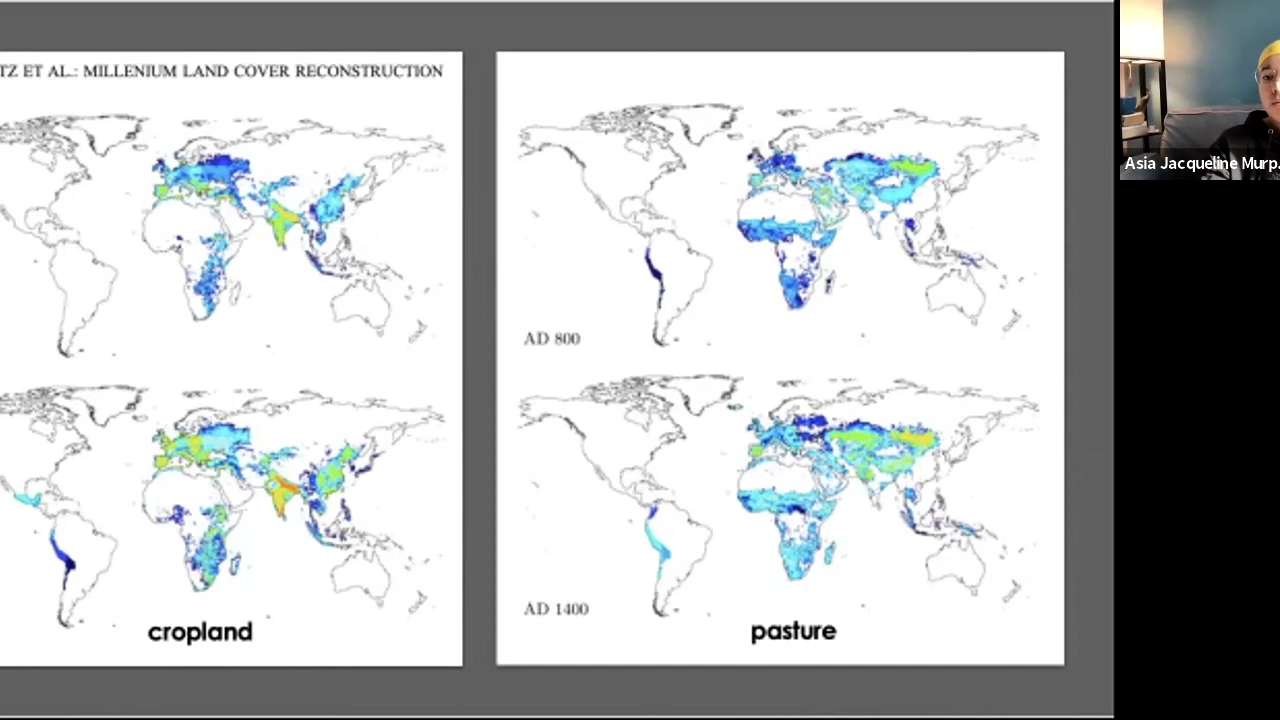 TZ ET AL.: MILLENIUM LAND COVER RECONSTRUCTION
AD 800
AD 1400
cropland
pasture
Asia Jacqueline Murp